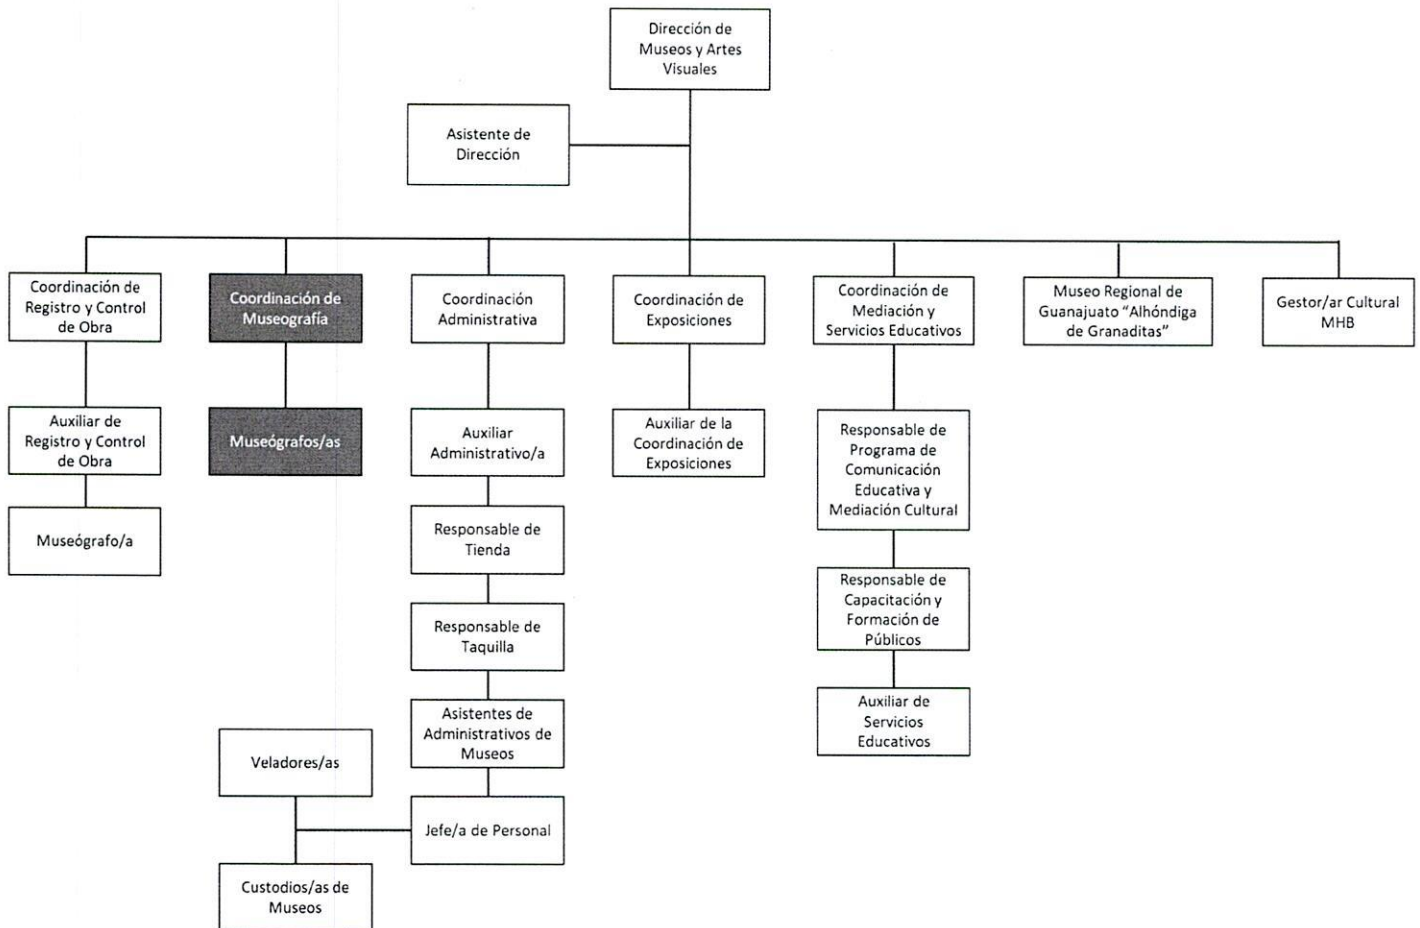 Dirección de
Museos y Artes
Visuales
Asistente de
Dirección
Coordinación de
Registro y Control
de Obra
Coordinación de
Museografía
Coordinación
Administrativa
Coordinación de
Exposiciones
Coordinación de
Mediación y
Servicios Educativos
Museo Regional de
Guanajuato “Alhóndiga
de Granaditas”
Gestor/ar Cultural
MHB
Auxiliar de
Registro y Control
de Obra
Museógrafos/as
Auxiliar
Administrativo/a
Auxiliar de la
Coordinación de
Exposiciones
Responsable de
Programa de
Comunicación
Educativa y
Mediación Cultural
Museógrafo/a
Responsable de
Tienda
Responsable de
Capacitación y
Formación de
Públicos
Responsable de
Taquilla
Auxiliar de
Servicios
Educativos
Asistentes de
Administrativos de
Museos
Veladores/as
Jefe/a de Personal
Custodios/as de
Museos